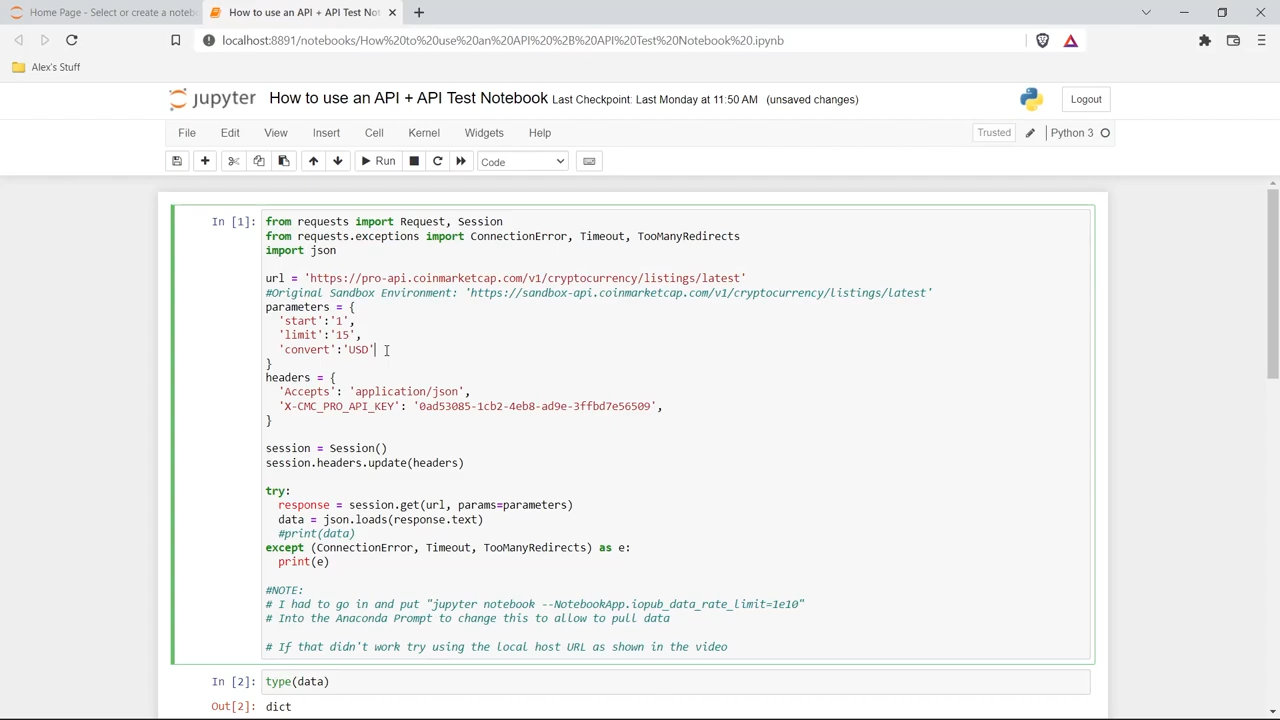 Home Page - Select or create a noteb
How to use an API + API Test Not
localhost:8891/notebooks/How%20to%20use%20an%20API%20%2B%20API%20Test%20Notebook%20.ipynb
Alex's Stuff
jupyter How to use an API + API Test Notebook Last Checkpoint: Last Monday at 11:50 AM (unsaved changes)
Logout
File Edit View Insert Cell Kernel Widgets Help
Trusted Python 3
Run Code
In [1]: from requests import Request, Session
from requests.exceptions import ConnectionError, Timeout, TooManyRedirects
import json
url = 'https://pro-api.coinmarketcap.com/v1/cryptocurrency/listings/latest'
#Original Sandbox Environment: 'https://sandbox-api.coinmarketcap.com/v1/cryptocurrency/listings/latest'
parameters = {
'start':'1',
'limit':'15',
'convert':'USD'
}
headers = {
'Accepts': 'application/json',
'X-CMC_PRO_API_KEY': '0ad53085-1cb2-4eb8-ad9e-3ffbd7e56509',
}
session = Session()
session.headers.update(headers)
try:
response = session.get(url, params=parameters)
data = json.loads(response.text)
#print(data)
except (ConnectionError, Timeout, TooManyRedirects) as e:
print(e)
#NOTE:
# I had to go in and put "jupyter notebook --NotebookApp.iopub_data_rate_limit=1e10"
# Into the Anaconda Prompt to change this to allow to pull data
# If that didn't work try using the local host URL as shown in the video
In [2]: type(data)
Out[2]: dict